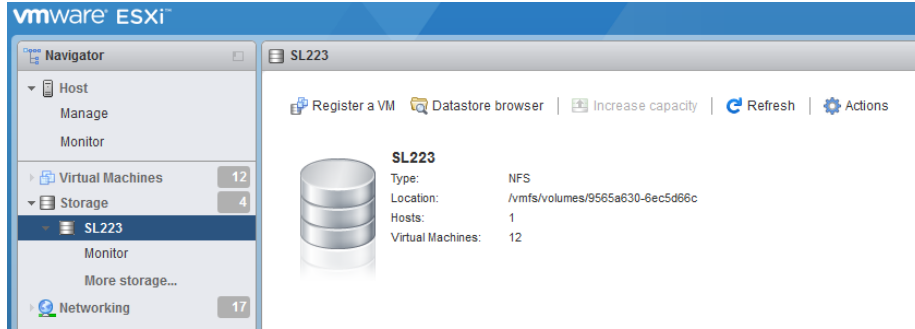 vmware ESXi™
Navigator
SL223
Host
Manage
Monitor
Register a VM Datastore browser Increase capacity Refresh Actions
Virtual Machines 12
Storage 4
SL223
Monitor
More storage...
Networking 17
SL223
Type: NFS
Location: /vmfs/volumes/9565a630-6ec5d66c
Hosts: 1
Virtual Machines: 12